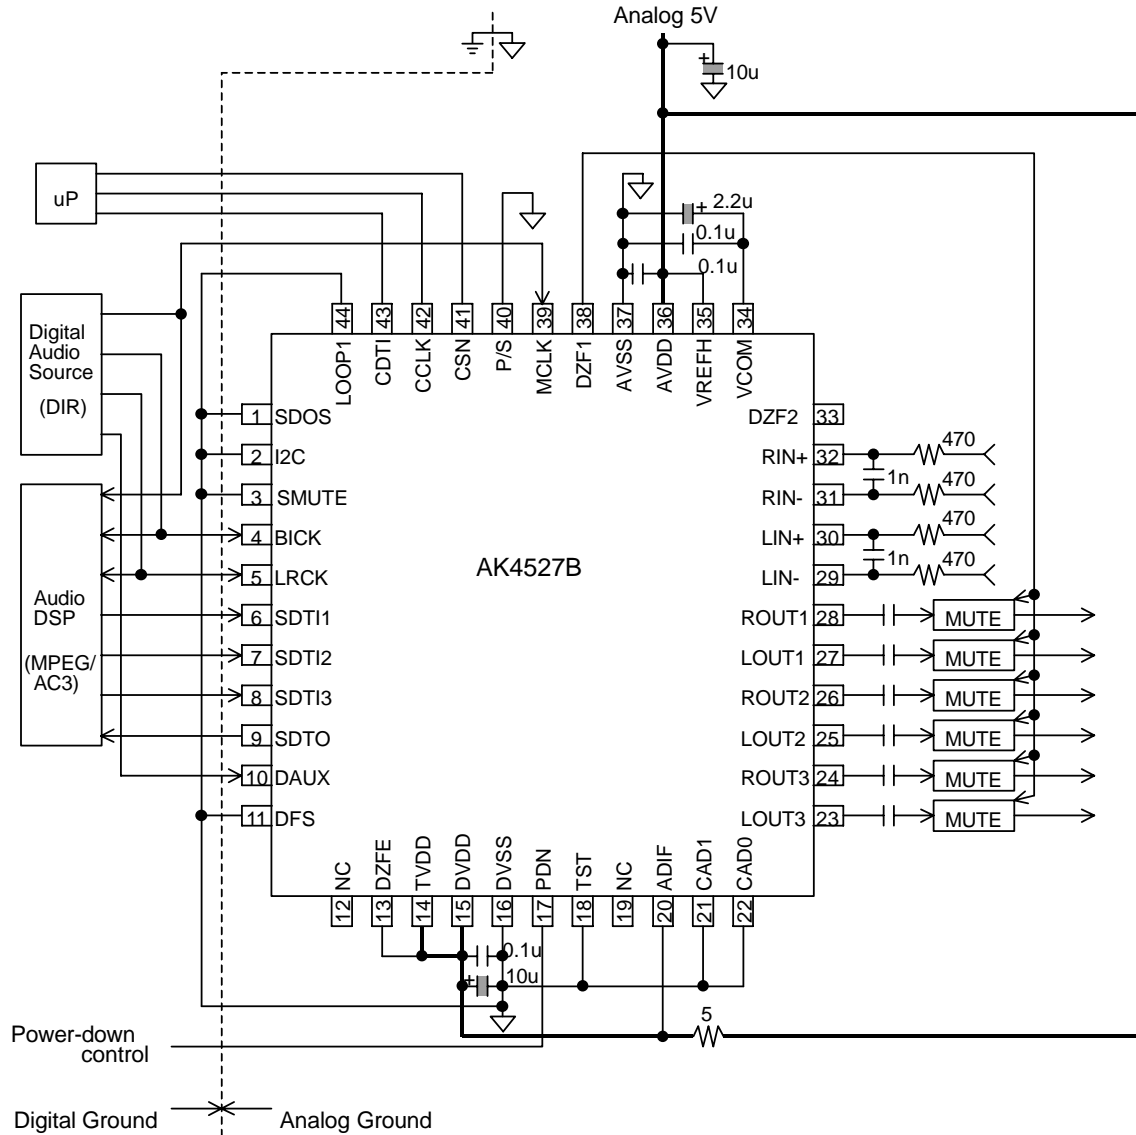 Analog 5V
+
10u
uP
+ 2.2u
0.1u
0.1u
44
43
42
41
40
39
38
37
36
35
34
LOOP1
CDTI
CCLK
CSN
P/S
MCLK
DZF1
AVSS
AVDD
VREFH
VCOM
Digital
Audio
Source
(DIR)
Audio
DSP
(MPEG/
AC3)
1 SDOS
2 I2C
3 SMUTE
4 BICK
5 LRCK
6 SDTI1
7 SDTI2
8 SDTI3
9 SDTO
10 DAUX
11 DFS
AK4527B
DZF2 33
RIN+ 32
470
1n
RIN- 31
470
LIN+ 30
470
1n
LIN- 29
470
ROUT1 28
MUTE
LOUT1 27
MUTE
ROUT2 26
MUTE
LOUT2 25
MUTE
ROUT3 24
MUTE
LOUT3 23
MUTE
NC
DZFE
TVDD
DVDD
DVSS
PDN
TST
NC
ADIF
CAD1
CAD0
12
13
14
15
16
17
18
19
20
21
22
0.1u
+
10u
5
Power-down
control
Digital Ground
Analog Ground